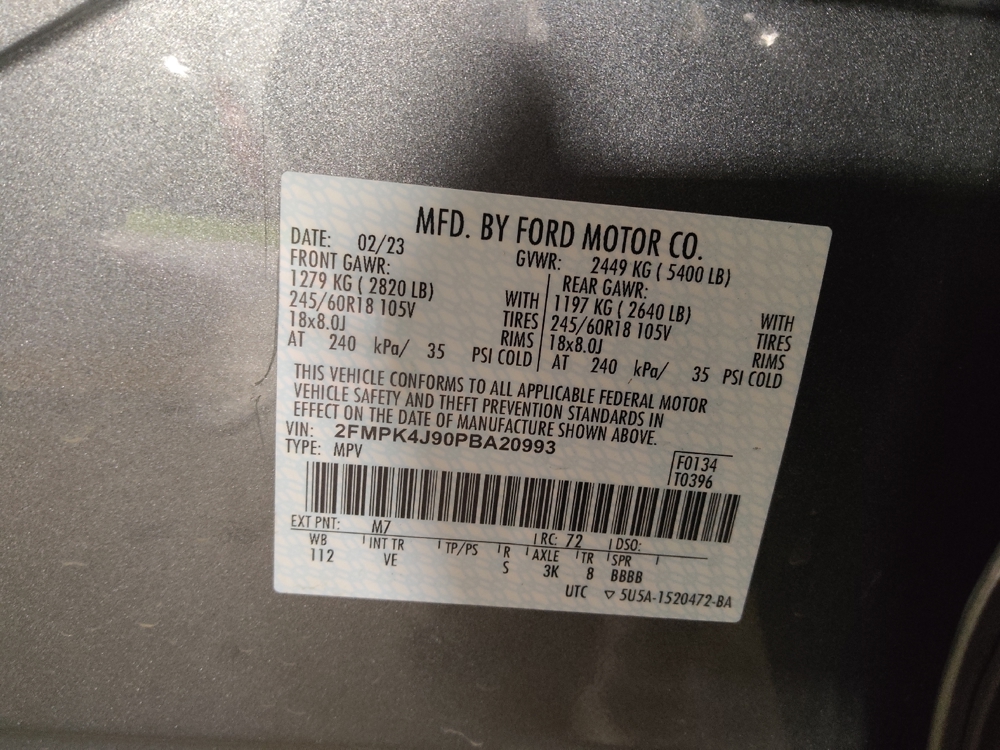 MFD. BY FORD MOTOR CO.
DATE: 02/23 GVWR: 2449 KG ( 5400 LB)
FRONT GAWR: REAR GAWR:
1279 KG ( 2820 LB) WITH 1197 KG ( 2640 LB) WITH
245/60R18 105V TIRES 245/60R18 105V TIRES
18x8.0J RIMS 18x8.0J RIMS
AT 240 kPa/ 35 PSI COLD AT 240 kPa/ 35 PSI COLD
THIS VEHICLE CONFORMS TO ALL APPLICABLE FEDERAL MOTOR
VEHICLE SAFETY AND THEFT PREVENTION STANDARDS IN
EFFECT ON THE DATE OF MANUFACTURE SHOWN ABOVE.
VIN: 2FMPK4J90PBA20993
TYPE: MPV F0134
T0396
EXT PNT: M7 RC: 72 DSO:
WB INT TR TP/PS R AXLE TR SPR
112 VE S 3K 8 BBBB
UTC ▽ 5U5A-1520472-BA